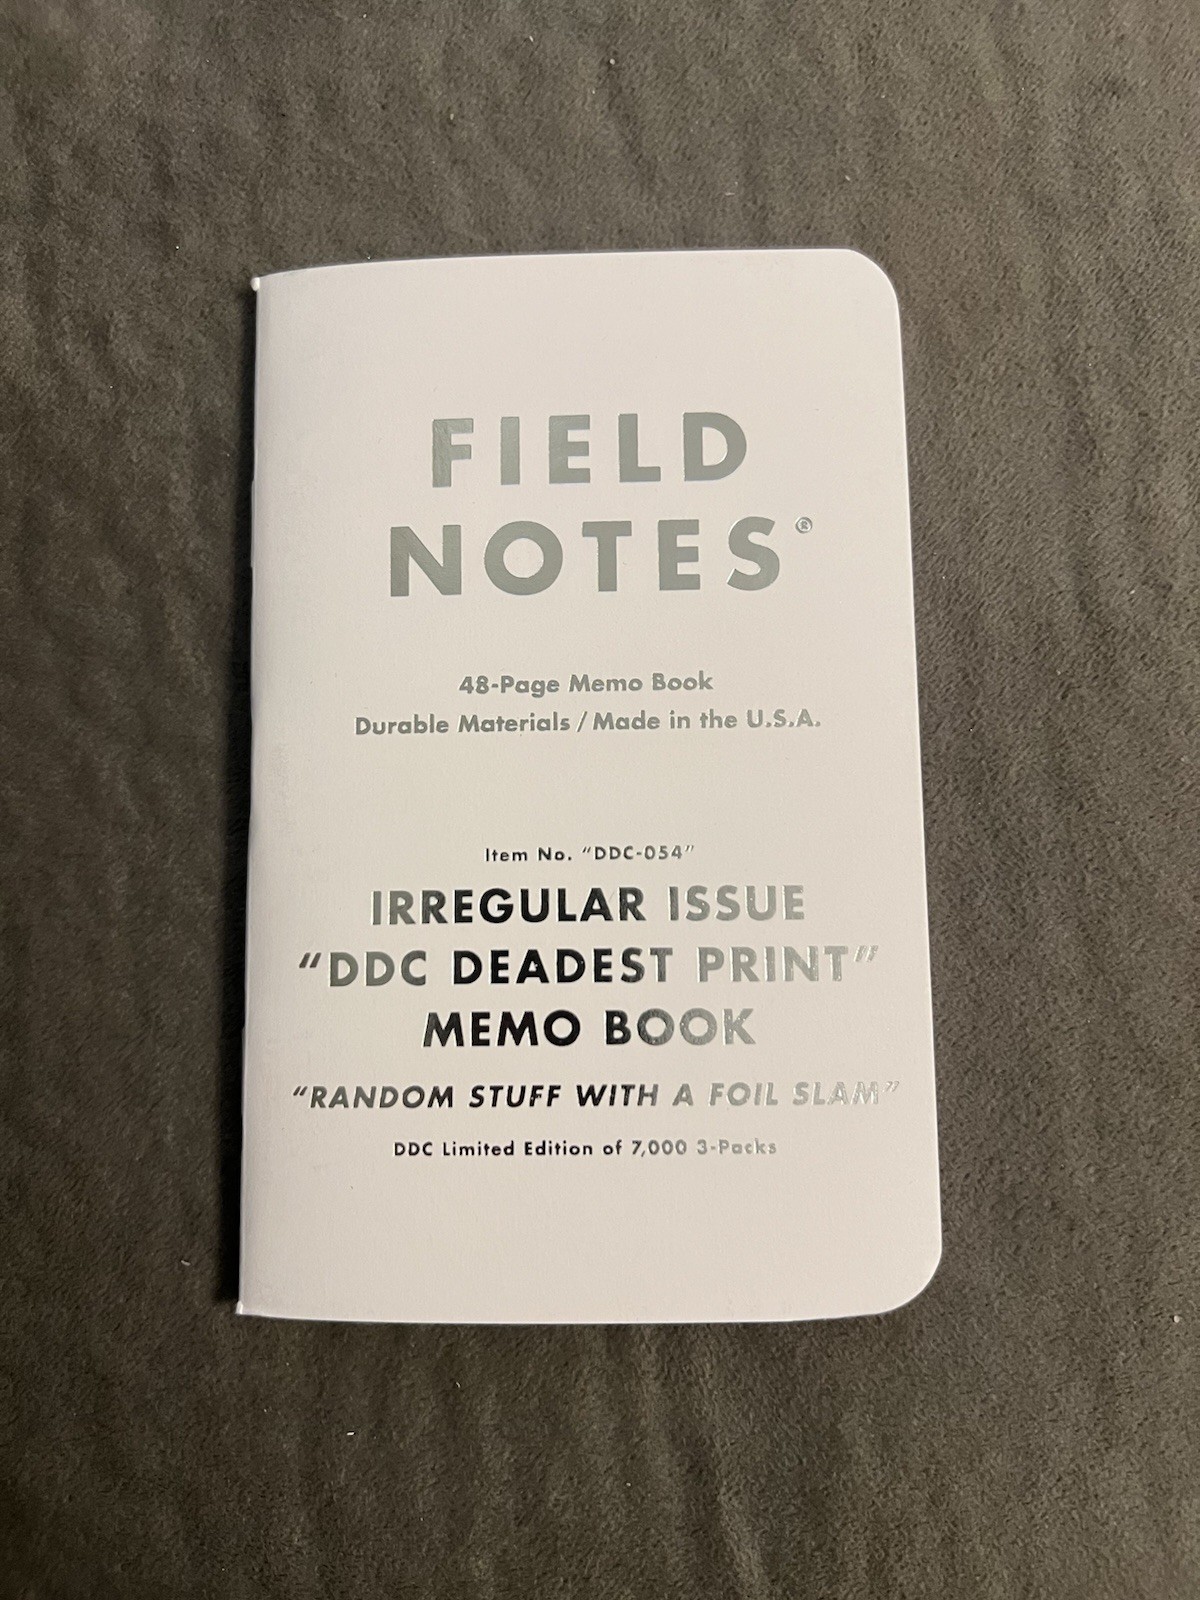 FIELD
NOTES®
48-Page Memo Book
Durable Materials / Made in the U.S.A.
Item No. “DDC-054”
IRREGULAR ISSUE
“DDC DEADEST PRINT”
MEMO BOOK
“RANDOM STUFF WITH A FOIL SLAM”
DDC Limited Edition of 7,000 3-Packs